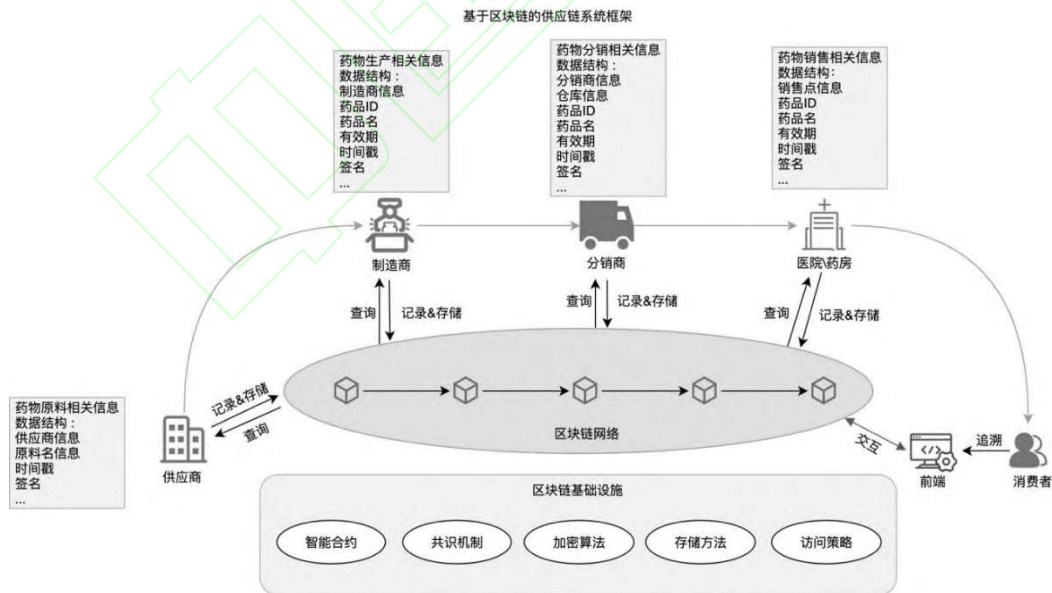 基于区块链的供应链系统框架
药物生产相关信息
数据结构：
制造商信息
药品ID
药品名
有效期
时间戳
签名
...
药物分销相关信息
数据结构：
分销商信息
仓库信息
药品ID
药品名
有效期
时间戳
签名
...
药物销售相关信息
数据结构：
销售点信息
药品ID
药品名
有效期
时间戳
签名
...
制造商
分销商
医院\药房
查询
记录&存储
查询
记录&存储
查询
记录&存储
药物原料相关信息
数据结构：
供应商信息
原料名信息
时间戳
签名
...
供应商
记录&存储
查询
区块链网络
交互
</>
前端
追溯
消费者
区块链基础设施
智能合约
共识机制
加密算法
存储方法
访问策略